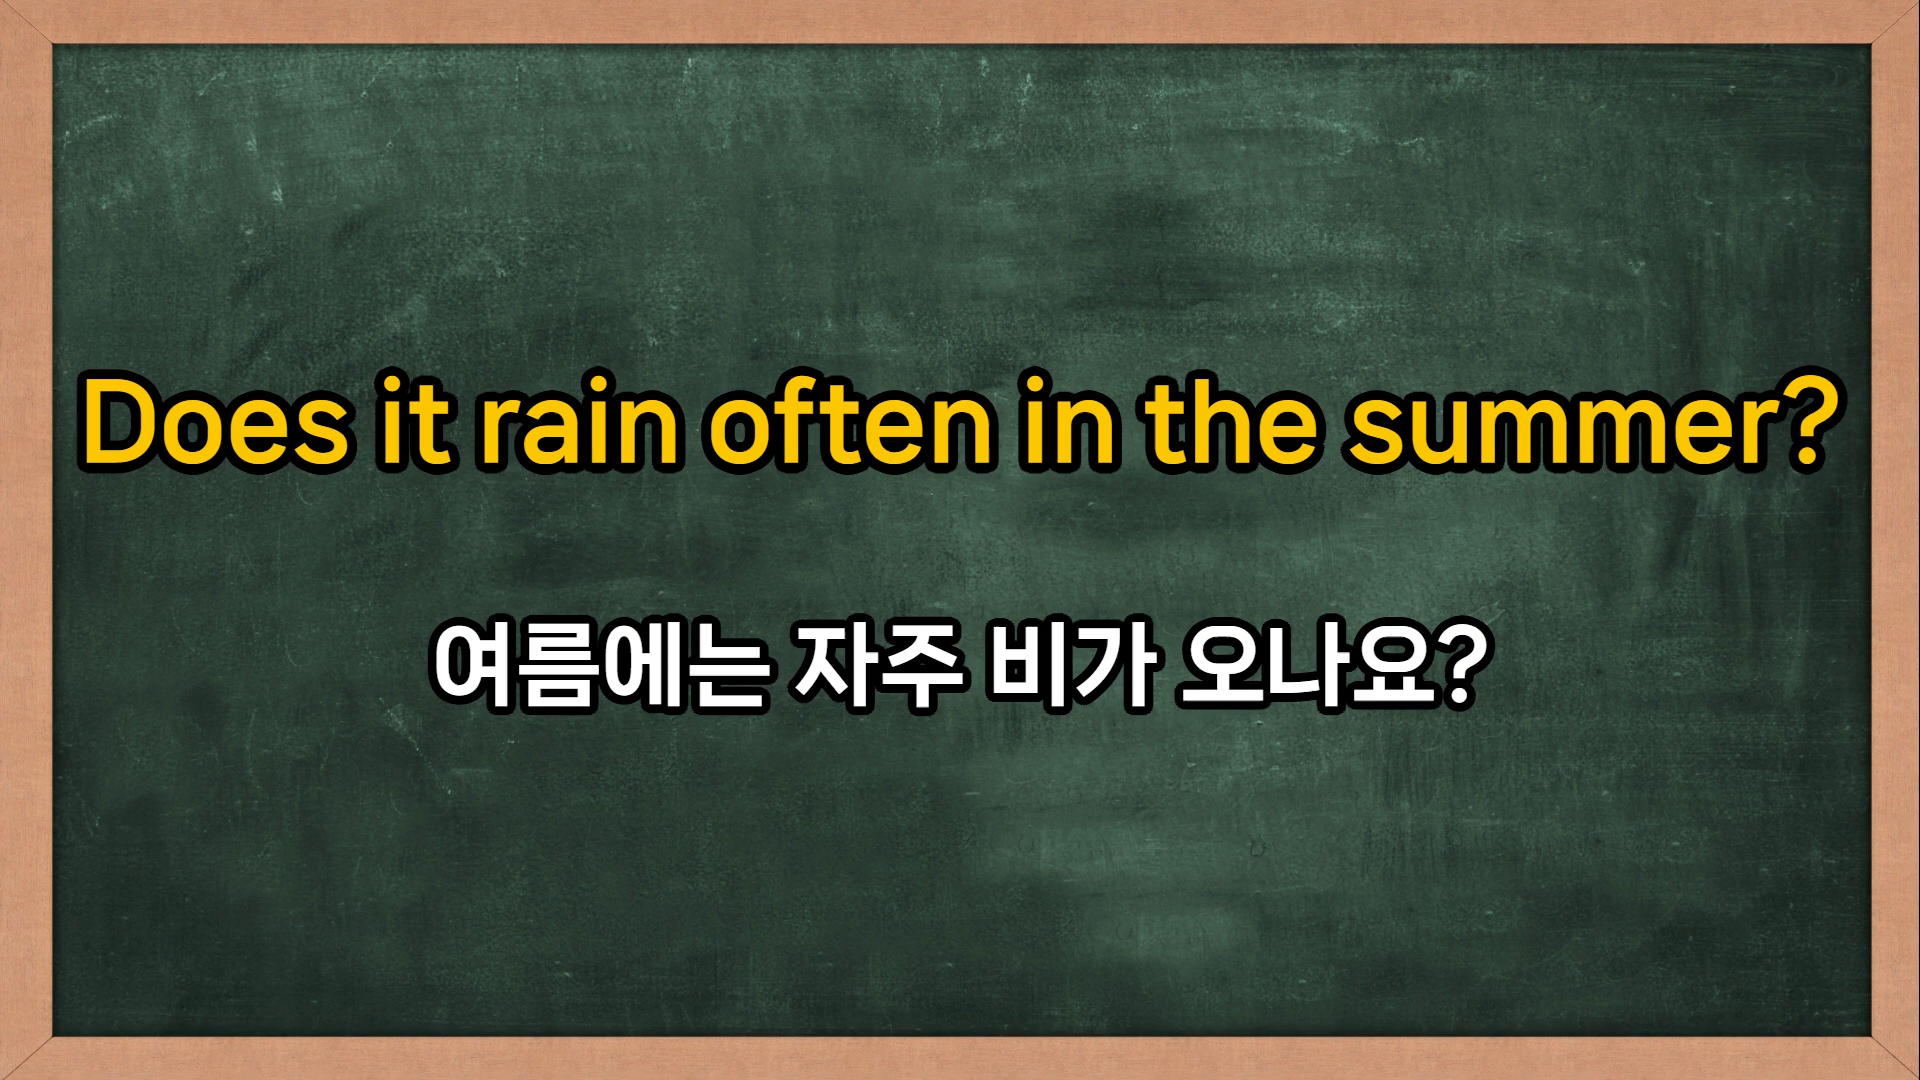 Does it rain often in the summer?
여름에는 자주 비가 오나요?